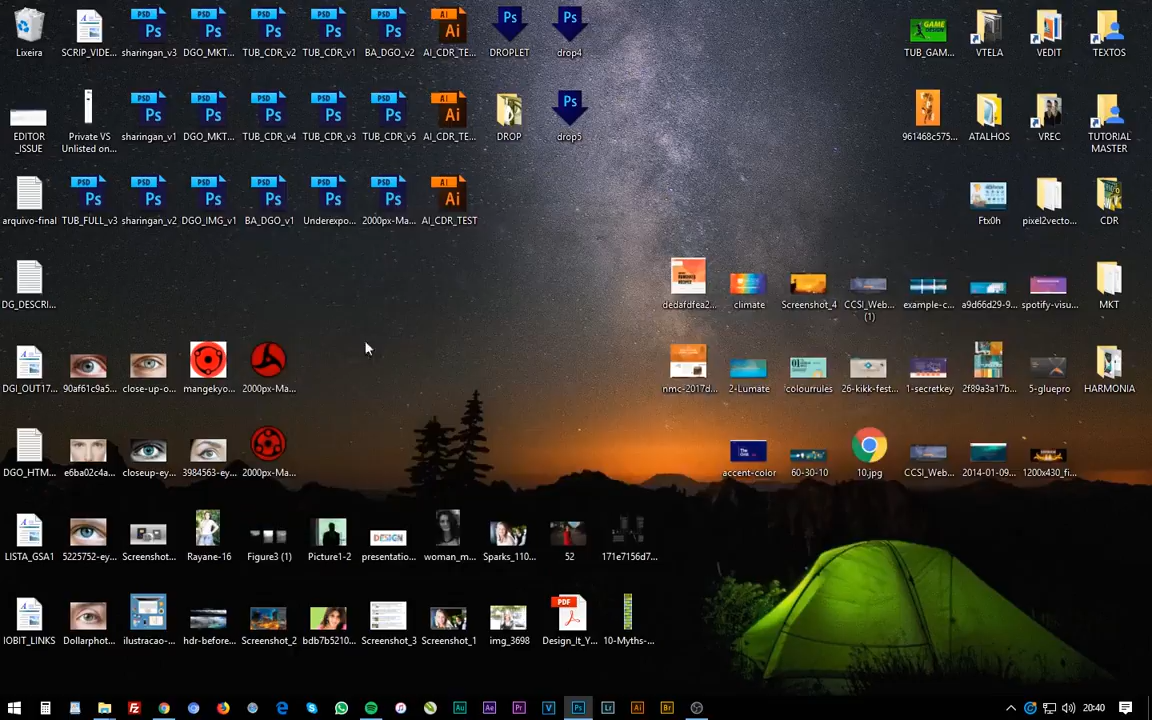 Lixeira
SCRIP_VIDE...
sharingan_v3
DGO_MKT...
TUB_CDR_v2
TUB_CDR_v1
BA_DGO_v2
AI_CDR_TE...
DROPLET
drop4
TUB_GAM...
VTELA
VEDIT
TEXTOS
EDITOR
_ISSUE
Private VS
Unlisted on...
sharingan_v1
DGO_MKT...
TUB_CDR_v4
TUB_CDR_v3
TUB_CDR_v5
AI_CDR_TE...
DROP
drop5
961468c575...
ATALHOS
VREC
TUTORIAL
MASTER
arquivo-final
TUB_FULL_v3
sharingan_v2
DGO_IMG_v1
BA_DGO_v1
Underexpo...
2000px-Ma...
AI_CDR_TEST
Ftx0h
pixel2vecto...
CDR
DG_DESCRI...
dedafdfea2...
climate
Screenshot_4
CCSI_Web...
(1)
example-c...
a9d66d29-9...
spotify-visu...
MKT
DGI_OUT17...
90af61c9a5...
close-up-o...
mangekyo...
2000px-Ma...
nmc-2017d...
2-Lumate
colourrules
26-kikk-fest...
1-secretkey
2f89a3a17b...
5-gluepro
HARMONIA
DGO_HTM...
e6ba02c4a...
closeup-ey...
3984563-ey...
2000px-Ma...
accent-color
60-30-10
10.jpg
CCSI_Web...
2014-01-09...
1200x430_fi...
LISTA_GSA1
5225752-ey...
Screenshot...
Rayane-16
Figure3 (1)
Picture1-2
presentatio...
woman_m...
Sparks_110...
52
171e7156d7...
IOBIT_LINKS
Dollarphot...
ilustracao-...
hdr-before...
Screenshot_2
bdb7b5210...
Screenshot_3
Screenshot_1
img_3698
Design_It_Y...
10-Myths-...
20:40